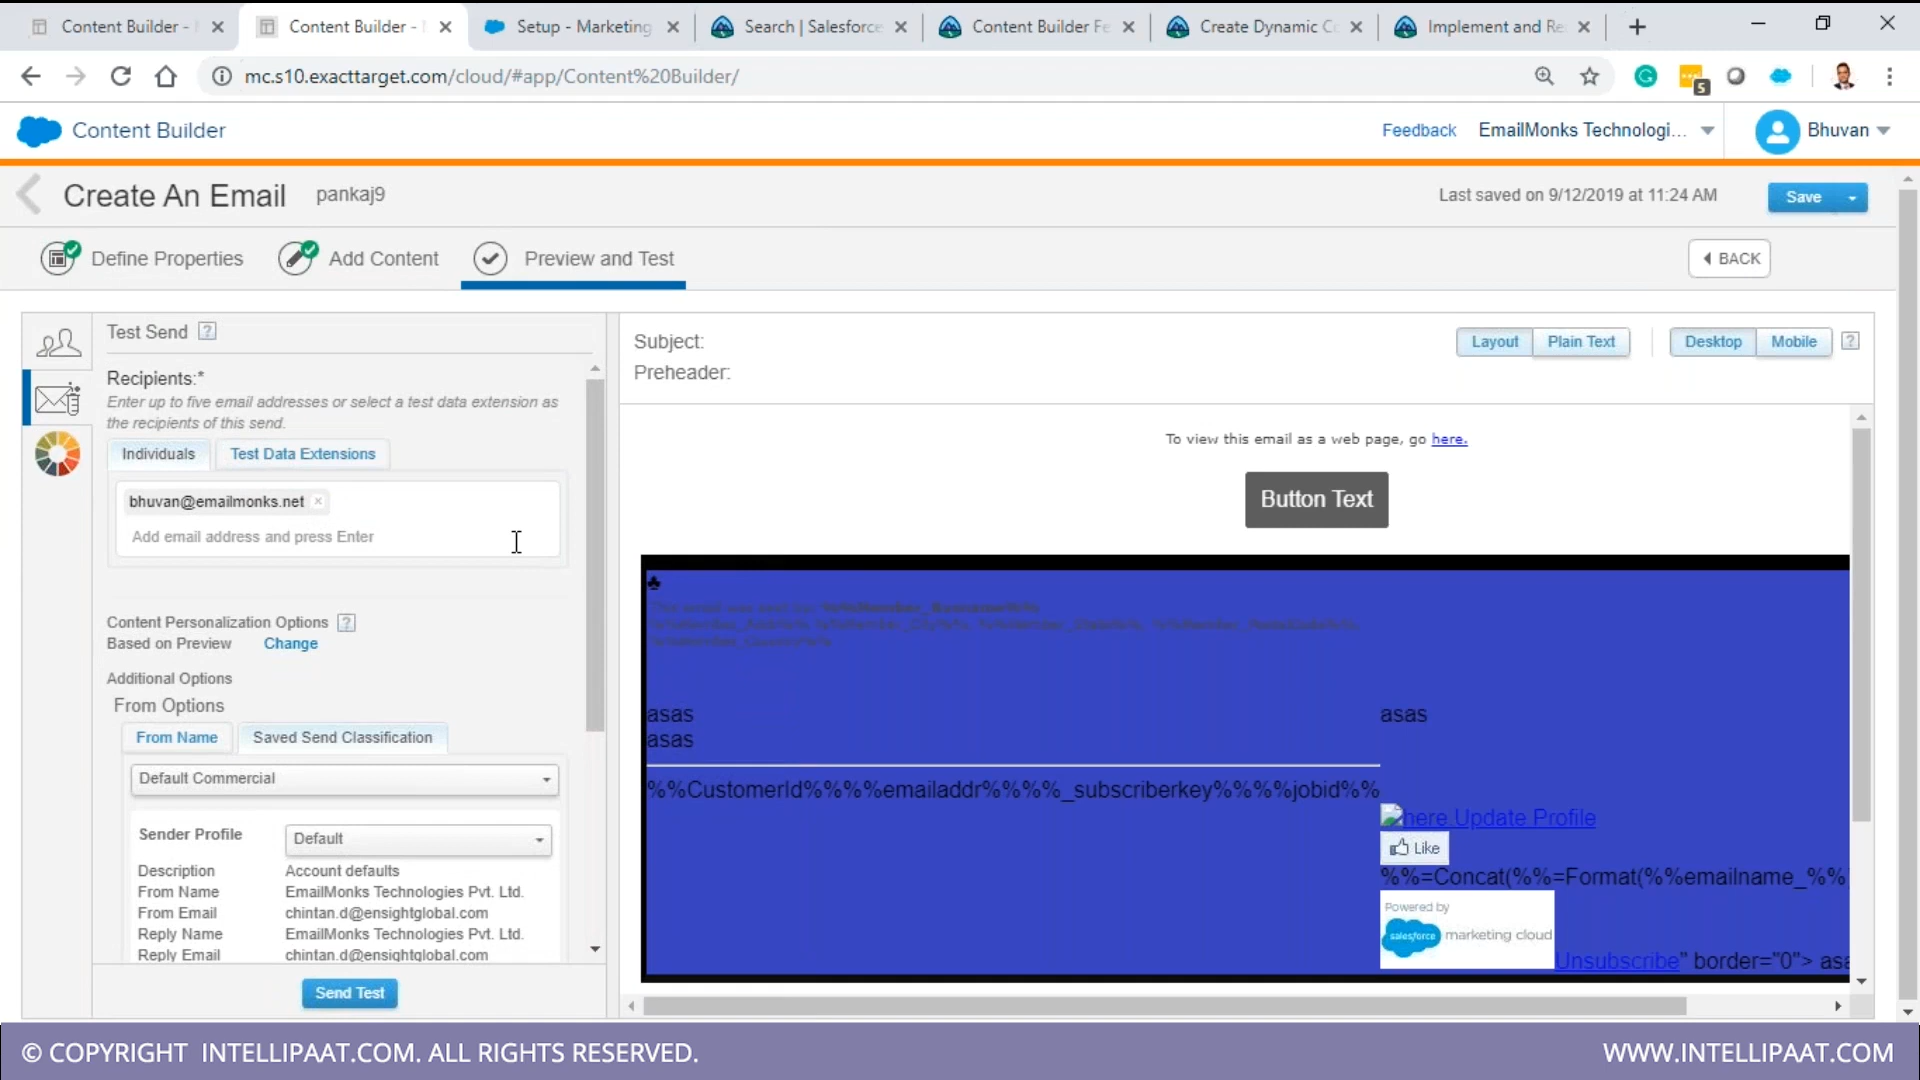 Content Builder -
Content Builder -
Setup - Marketing
Search | Salesforce
Content Builder Fe
Create Dynamic Co
Implement and Re
mc.s10.exacttarget.com/cloud/#app/Content%20Builder/
5
Content Builder
Feedback
EmailMonks Technologi...
Bhuvan
Create An Email
pankaj9
Last saved on 9/12/2019 at 11:24 AM
Save
Define Properties
Add Content
Preview and Test
BACK
Test Send ?
Recipients:*
Enter up to five email addresses or select a test data extension as
the recipients of this send.
Individuals
Test Data Extensions
bhuvan@emailmonks.net
Add email address and press Enter
Content Personalization Options ?
Based on Preview Change
Additional Options
From Options
From Name
Saved Send Classification
Default Commercial
Sender Profile Default
Description Account defaults
From Name EmailMonks Technologies Pvt. Ltd.
From Email chintan.d@ensightglobal.com
Reply Name EmailMonks Technologies Pvt. Ltd.
Reply Email chintan.d@ensightglobal.com
Send Test
Subject:
Preheader:
Layout
Plain Text
Desktop
Mobile
?
To view this email as a web page, go here.
Button Text
asas
asas
asas
%%CustomerId%%%%emailaddr%%%%_subscriberkey%%%%jobid%%
here.Update Profile
Like
%%=Concat(%%=Format(%%emailname_%%
Powered by
salesforce marketing cloud
Unsubscribe" border="0"> asa
© COPYRIGHT INTELLIPAAT.COM. ALL RIGHTS RESERVED.
WWW.INTELLIPAAT.COM